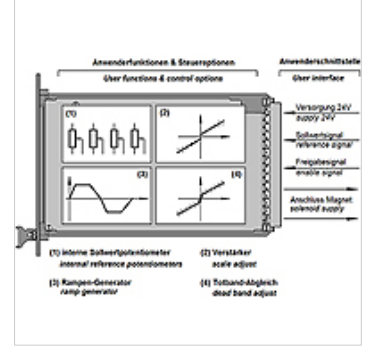 Anwenderfunktionen & Steueroptionen
User functions & control options
Anwenderschnittstelle
User interface
(1)
(2)
(3)
(4)
Versorgung 24V
supply 24V
Sollwertsignal
reference signal
Freigabesignal
enable signal
Anschluss Magnet
solenoid supply
(1) interne Sollwertpotentiometer
internal reference potentiometers
(2) Verstärker
scale adjust
(3) Rampen-Generator
ramp generator
(4) Totband-Abgleich
dead band adjust